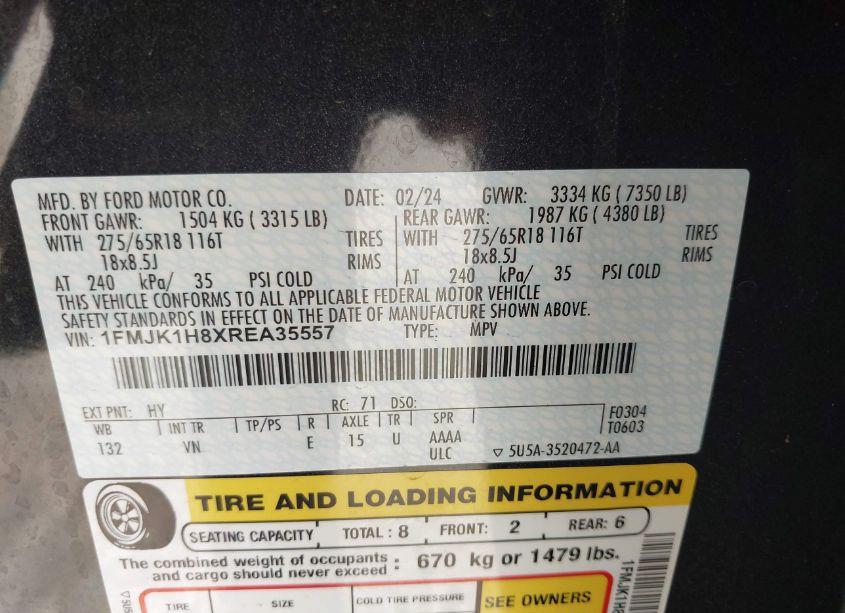 MFD. BY FORD MOTOR CO. DATE: 02/24 GVWR: 3334 KG ( 7350 LB)
FRONT GAWR: 1504 KG ( 3315 LB) REAR GAWR: 1987 KG ( 4380 LB)
WITH 275/65R18 116T TIRES WITH 275/65R18 116T TIRES
18x8.5J RIMS 18x8.5J RIMS
AT 240 kPa/ 35 PSI COLD AT 240 kPa/ 35 PSI COLD
THIS VEHICLE CONFORMS TO ALL APPLICABLE FEDERAL MOTOR VEHICLE
SAFETY STANDARDS IN EFFECT ON THE DATE OF MANUFACTURE SHOWN ABOVE.
VIN: 1FMJK1H8XREA35557 TYPE: MPV
EXT PNT: HY RC: 71 DSO:
WB INT TR TP/PS R AXLE TR SPR F0304
132 VN E 15 U AAAA T0603
ULC ▽ 5U5A-3520472-AA
TIRE AND LOADING INFORMATION
SEATING CAPACITY TOTAL : 8 FRONT: 2 REAR: 6
The combined weight of occupants
and cargo should never exceed : 670 kg or 1479 lbs.
TIRE SIZE COLD TIRE PRESSURE SEE OWNERS